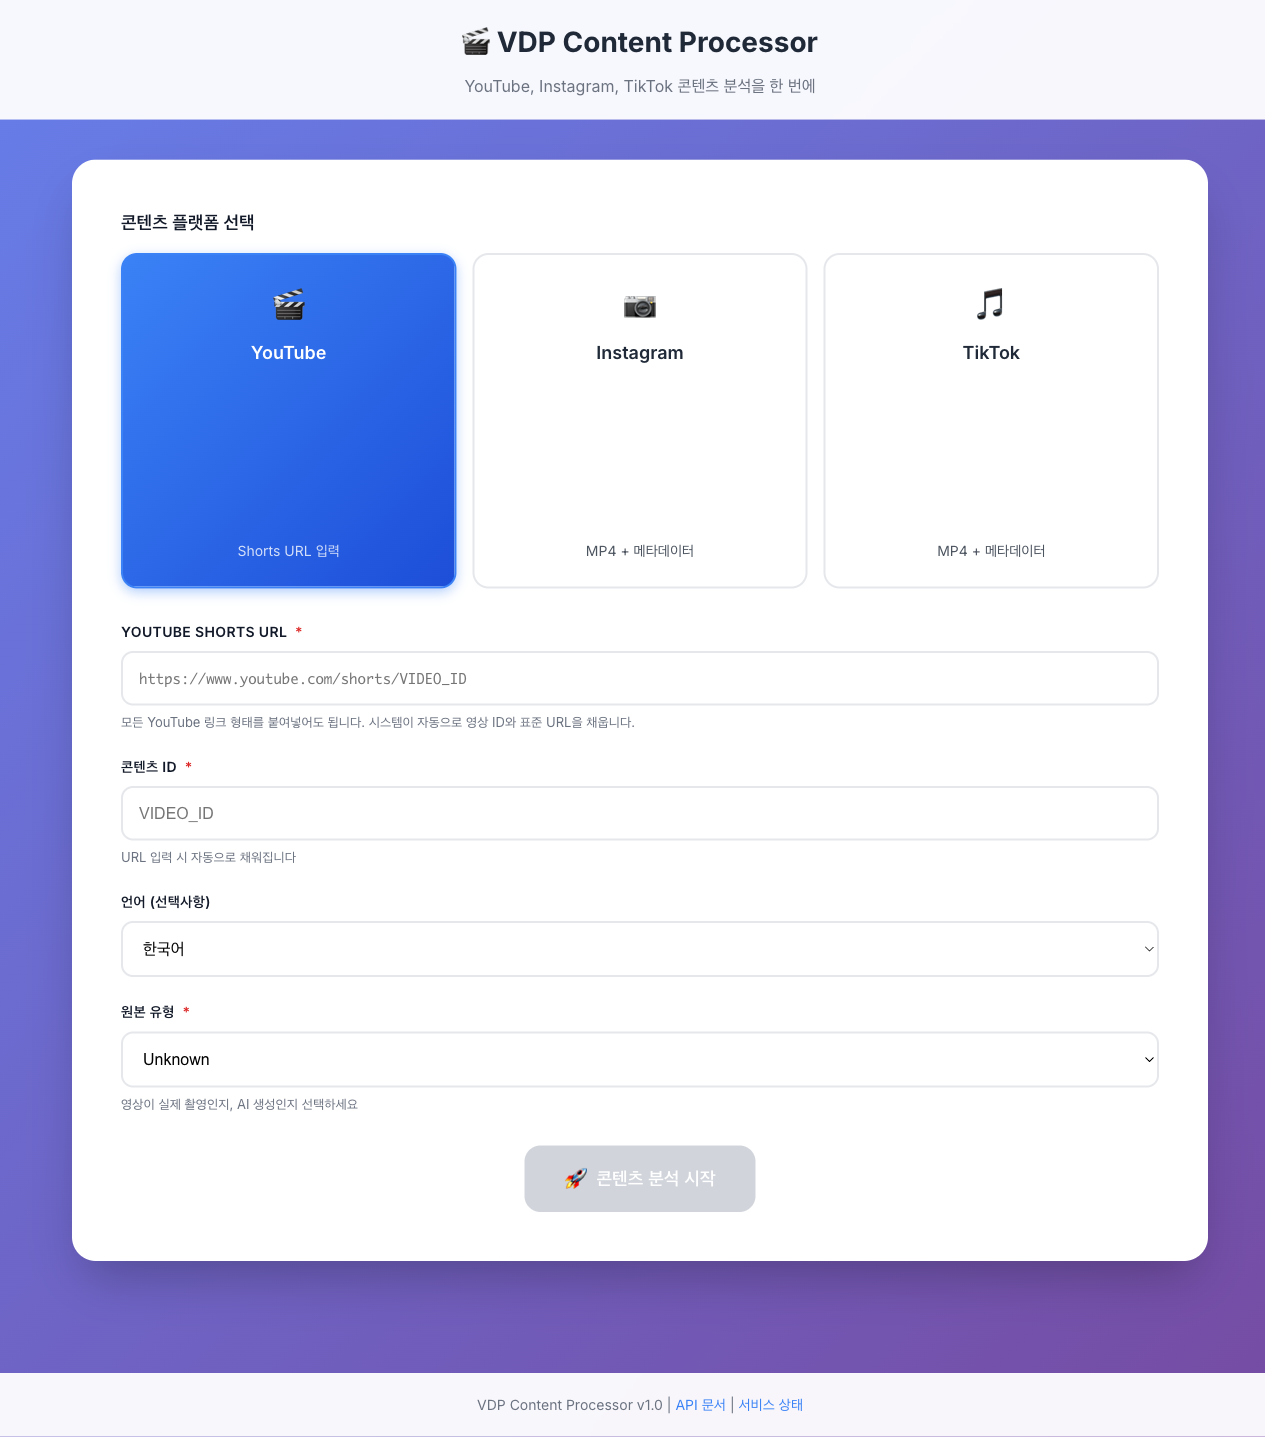 VDP Content Processor
YouTube, Instagram, TikTok 콘텐츠 분석을 한 번에
콘텐츠 플랫폼 선택
YouTube
Shorts URL 입력
Instagram
MP4 + 메타데이터
TikTok
MP4 + 메타데이터
YOUTUBE SHORTS URL *
https://www.youtube.com/shorts/VIDEO_ID
모든 YouTube 링크 형태를 붙여넣어도 됩니다. 시스템이 자동으로 영상 ID와 표준 URL을 채웁니다.
콘텐츠 ID *
VIDEO_ID
URL 입력 시 자동으로 채워집니다
언어 (선택사항)
한국어
원본 유형 *
Unknown
영상이 실제 촬영인지, AI 생성인지 선택하세요
콘텐츠 분석 시작
VDP Content Processor v1.0 | API 문서 | 서비스 상태